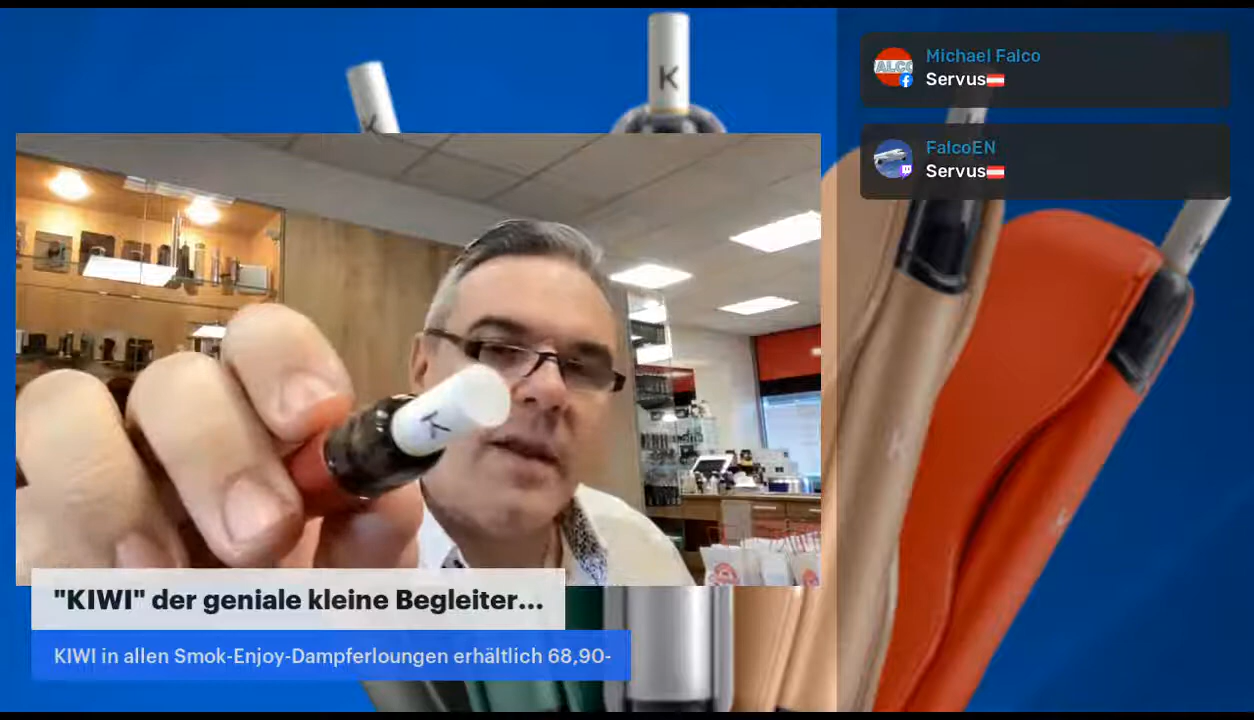 K
K
Michael Falco
FALCO
Servus
FalcoEN
Servus
K
"KIWI" der geniale kleine Begleiter...
KIWI in allen Smok-Enjoy-Dampferloungen erhältlich 68,90-